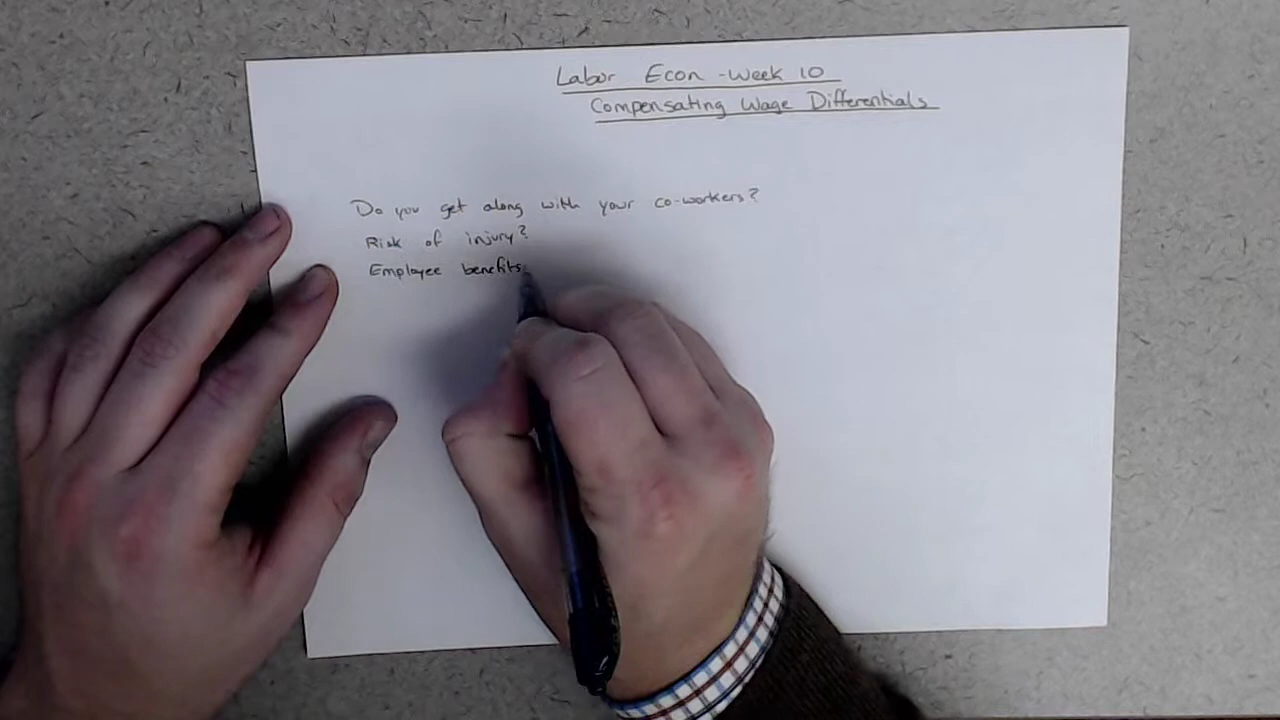 Labor Econ - Week 10
Compensating Wage Differentials
Do you get along with your co-workers?
Risk of injury?
Employee benefits